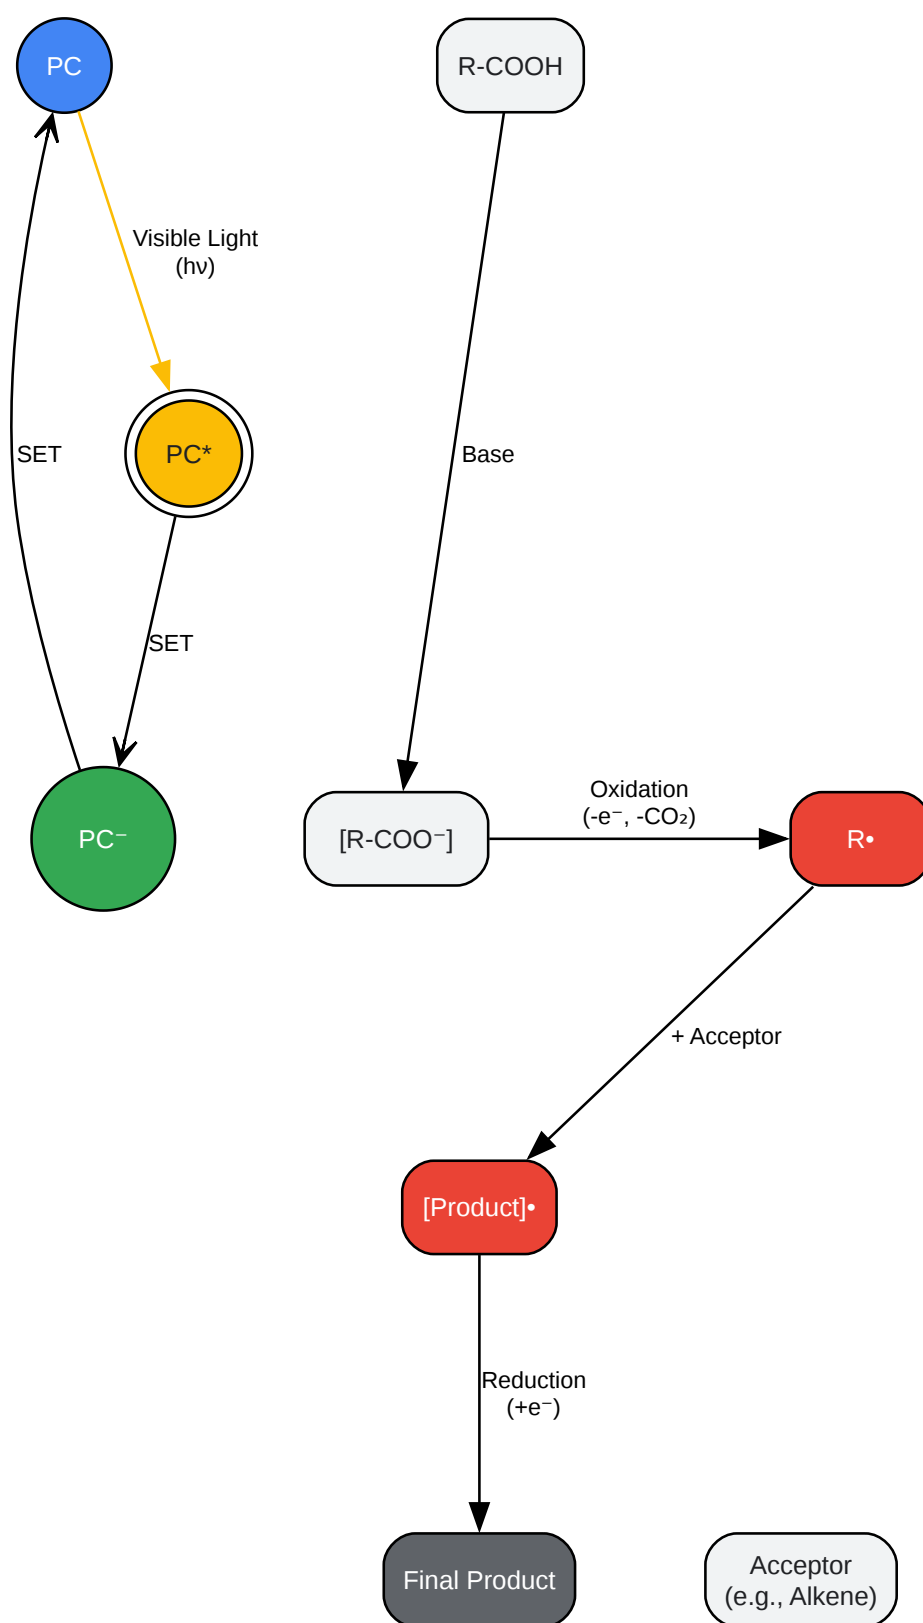 PC
R-COOH
Visible Light
(hν)
SET
PC*
Base
SET
PC⁻
[R-COO⁻]
Oxidation
(-e⁻, -CO₂)
R•
+ Acceptor
[Product]•
Reduction
(+e⁻)
Final Product
Acceptor
(e.g., Alkene)